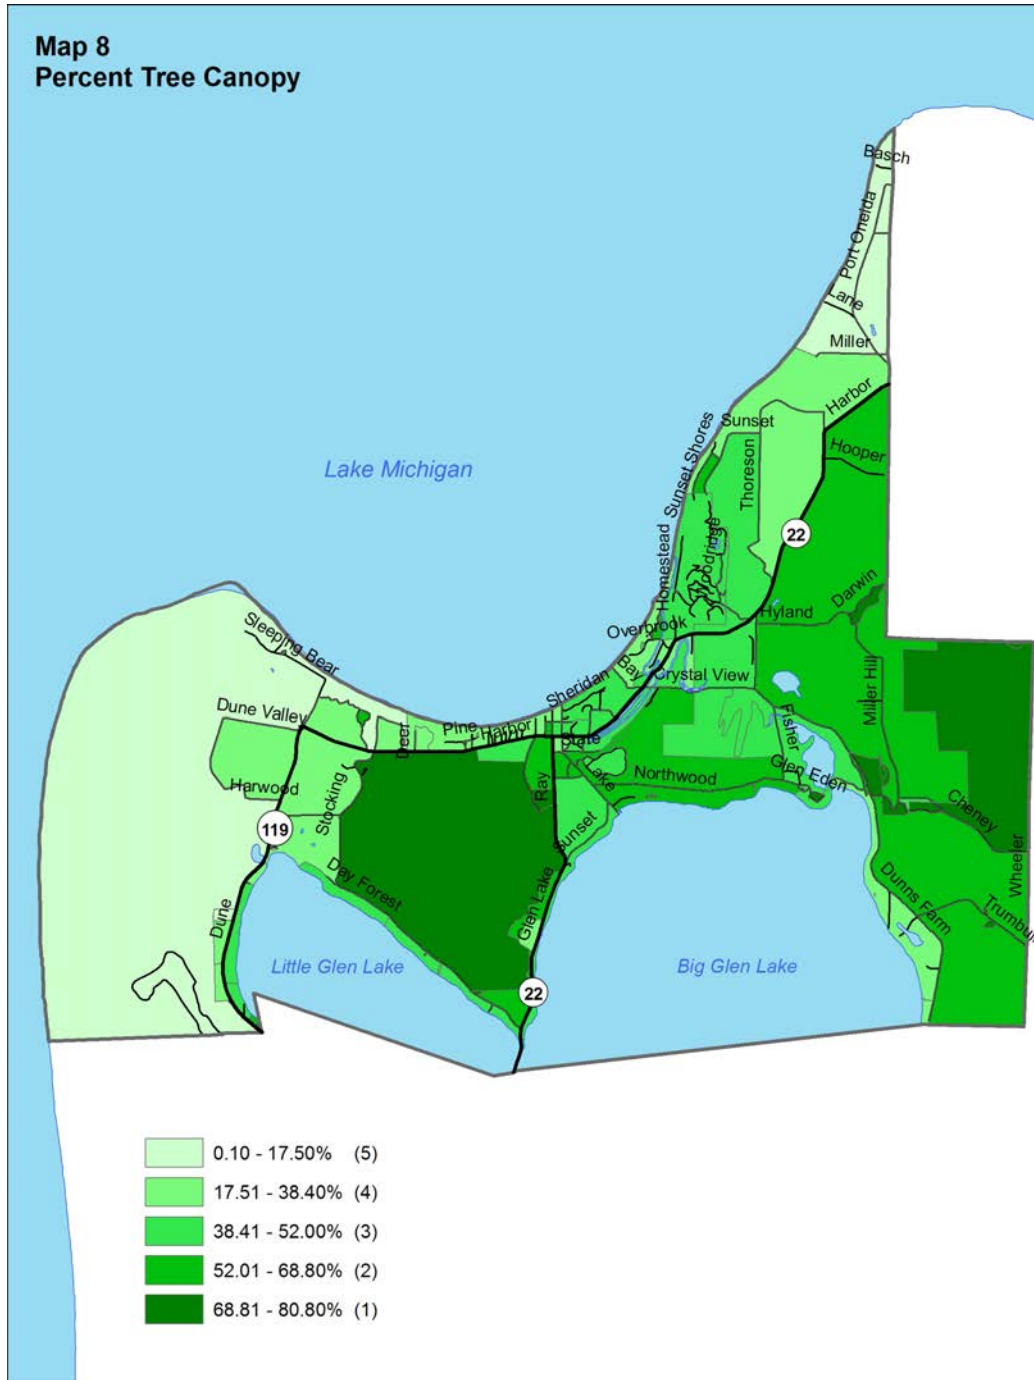 Map 8
Percent Tree Canopy
Basch
Port Oneida
Lane
Miller
Harbor
Sunset
Hooper
Sunset Shores
Thoreson
Lake Michigan
22
Woodridge
Homestead
Darwin
Hyland
Overbrook
Sleeping Bear
Bay
Crystal View
Sheridan
Miller Hill
Dune Valley
Deer
Pine
Harbor
State
Fisher
Harwood
Stocking
Ray
Lake
Northwood
Glen Eden
Cheney
119
Sunset
Wheeler
Day Forest
Dunns Farm
Trumbul
Dune
Glen Lake
Little Glen Lake
Big Glen Lake
22
0.10 - 17.50% (5)
17.51 - 38.40% (4)
38.41 - 52.00% (3)
52.01 - 68.80% (2)
68.81 - 80.80% (1)